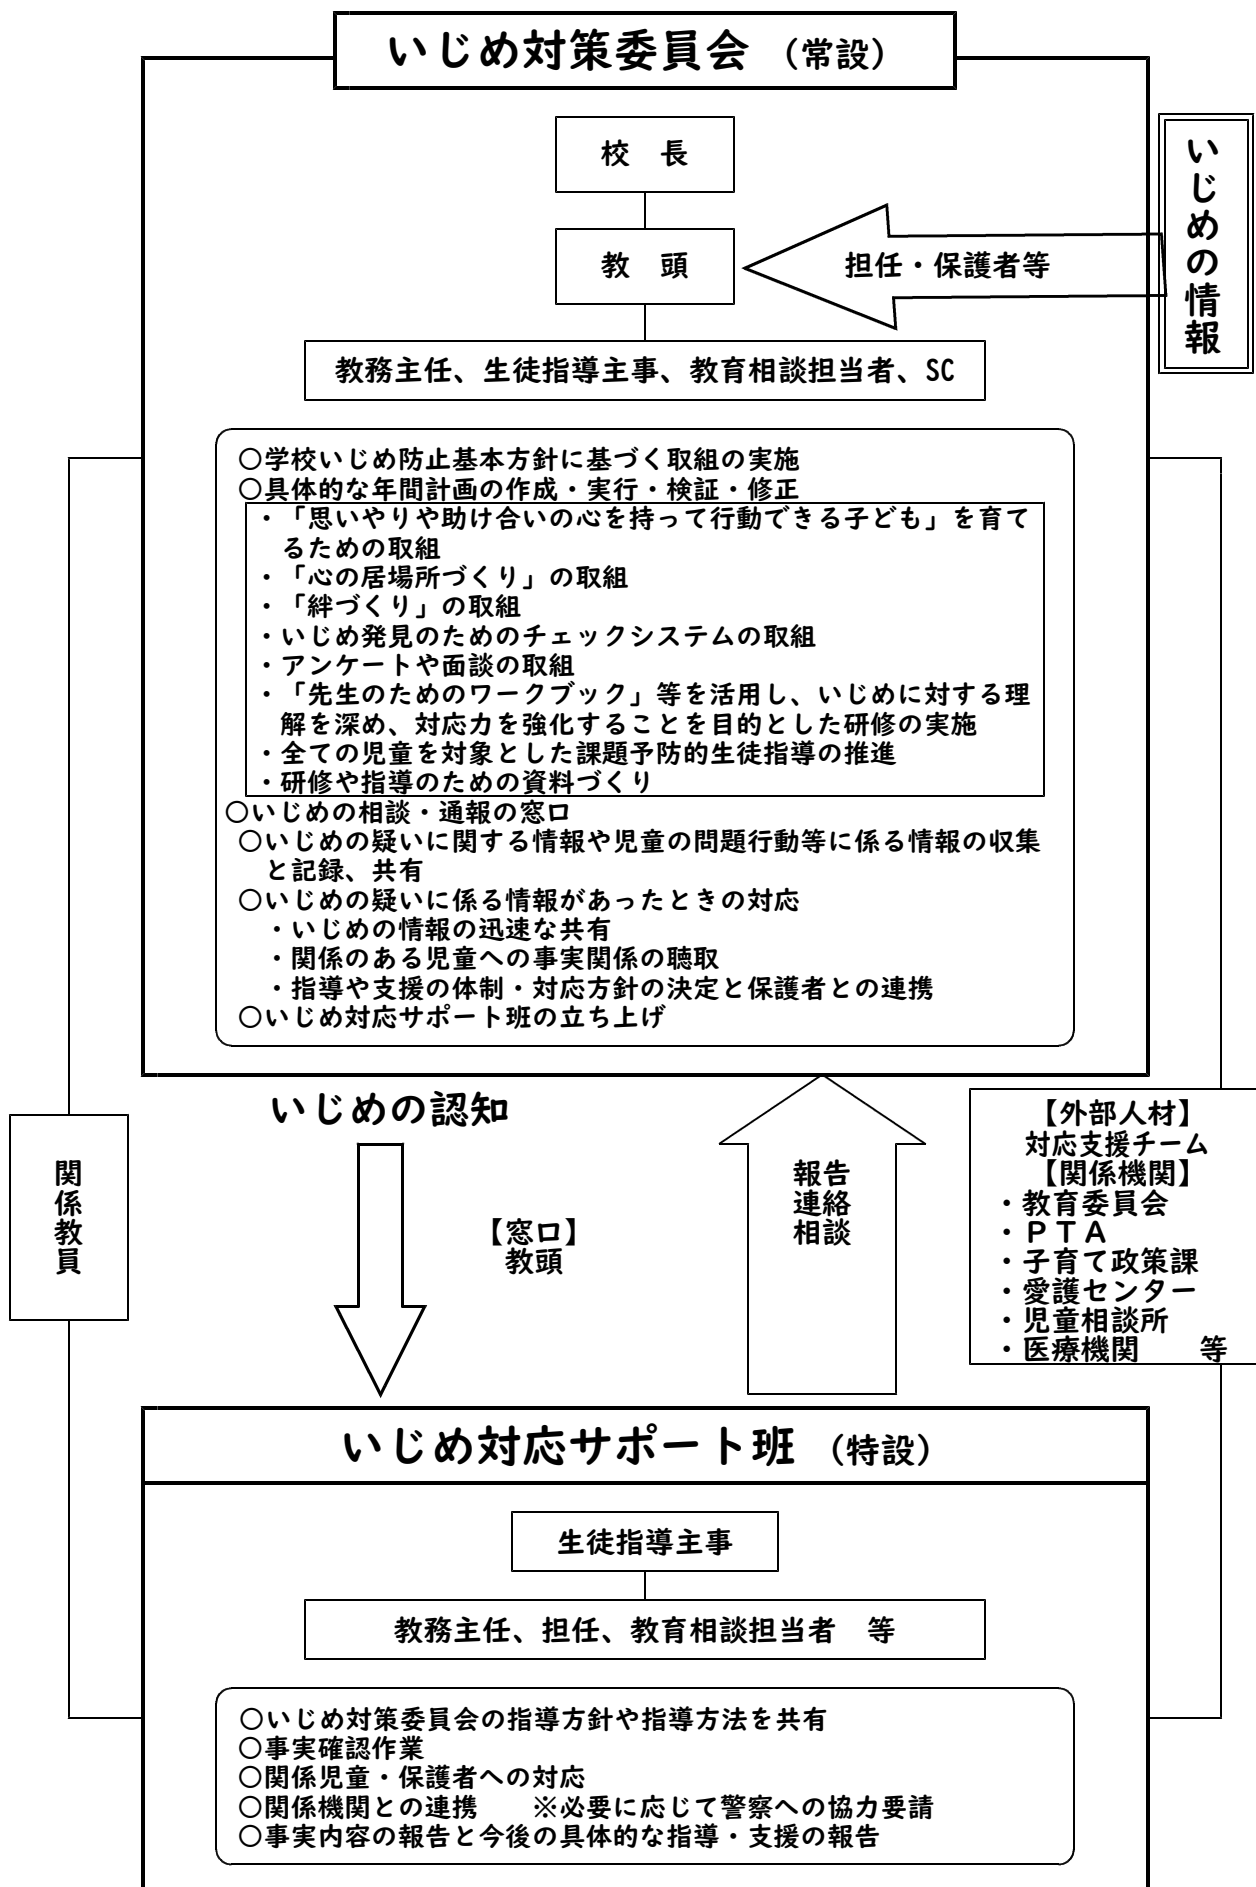 いじめ対策委員会 （常設）
校　長
教　頭
担任・保護者等
いじめの情報
教務主任、生徒指導主事、教育相談担当者、SC
〇学校いじめ防止基本方針に基づく取組の実施
〇具体的な年間計画の作成・実行・検証・修正
・「思いやりや助け合いの心を持って行動できる子ども」を育て
るための取組
・「心の居場所づくり」の取組
・「絆づくり」の取組
・いじめ発見のためのチェックシステムの取組
・アンケートや面談の取組
・「先生のためのワークブック」等を活用し、いじめに対する理
解を深め、対応力を強化することを目的とした研修の実施
・全ての児童を対象とした課題予防的生徒指導の推進
・研修や指導のための資料づくり
〇いじめの相談・通報の窓口
〇いじめの疑いに関する情報や児童の問題行動等に係る情報の収集
と記録、共有
〇いじめの疑いに係る情報があったときの対応
・いじめの情報の迅速な共有
・関係のある児童への事実関係の聴取
・指導や支援の体制・対応方針の決定と保護者との連携
〇いじめ対応サポート班の立ち上げ
いじめの認知
関係教員
【窓口】
教頭
報告
連絡
相談
【外部人材】
対応支援チーム
【関係機関】
・教育委員会
・ＰＴＡ
・子育て政策課
・愛護センター
・児童相談所
・医療機関　　等
いじめ対応サポート班 （特設）
生徒指導主事
教務主任、担任、教育相談担当者　等
〇いじめ対策委員会の指導方針や指導方法を共有
〇事実確認作業
〇関係児童・保護者への対応
〇関係機関との連携　　※必要に応じて警察への協力要請
〇事実内容の報告と今後の具体的な指導・支援の報告